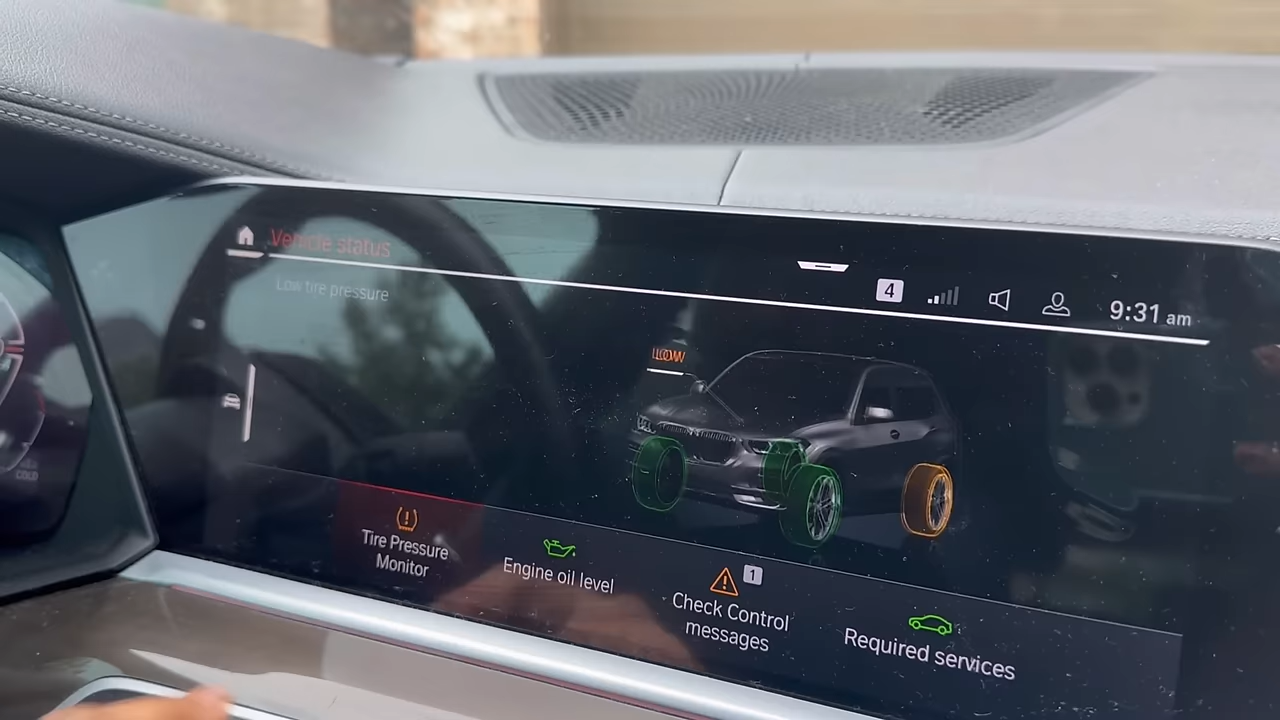 Vehicle status
4
9:31 am
Low tire pressure
LOW
Tire Pressure
Monitor
Engine oil level
1
Check Control
messages
Required services
COLD